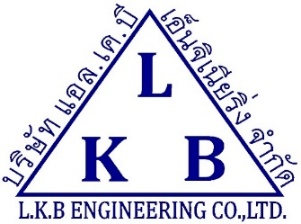 บริษัท แอล.เค.บี
เอ็นจิเนียริ่ง จำกัด
L
K B
L.K.B ENGINEERING CO.,LTD.